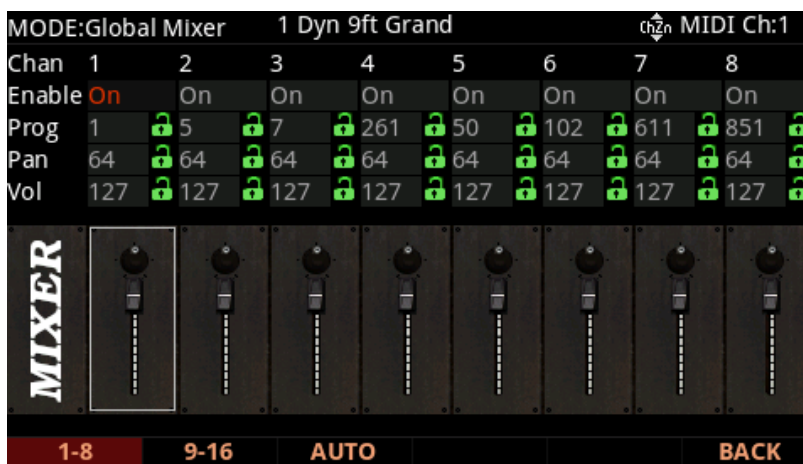 MODE:Global Mixer 1 Dyn 9ft Grand ChZn MIDI Ch:1
Chan 1 2 3 4 5 6 7 8
Enable On On On On On On On On
Prog 1 5 7 261 50 102 611 851
Pan 64 64 64 64 64 64 64 64
Vol 127 127 127 127 127 127 127 127
MIXER
1-8 9-16 AUTO BACK